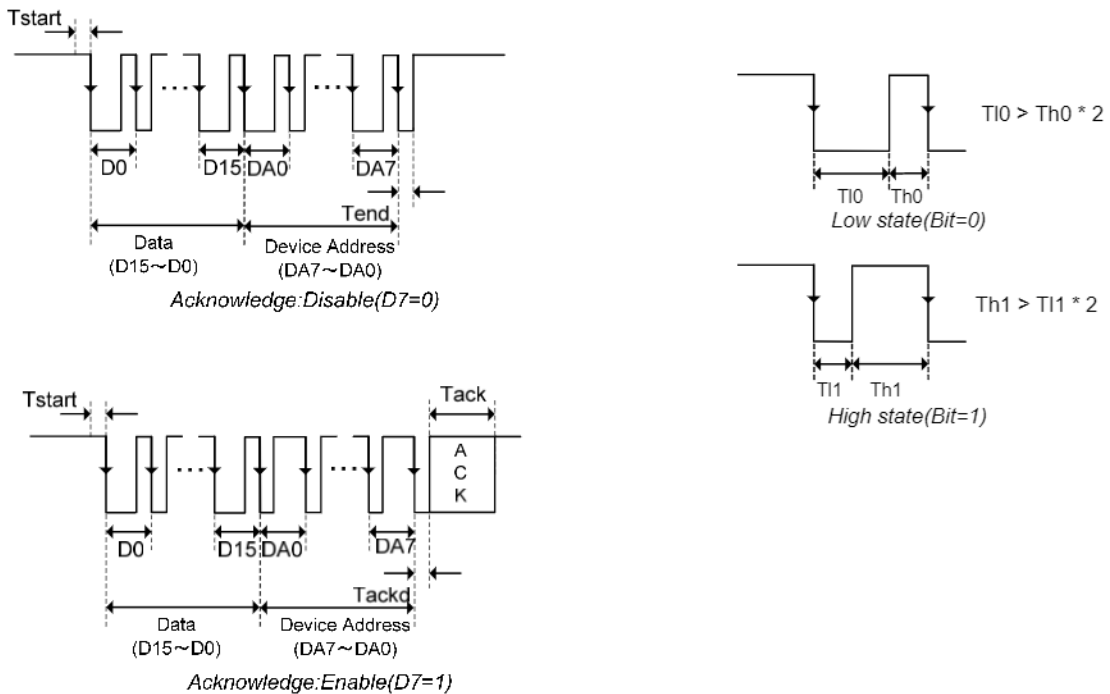 Tstart
D0
D15
DA0
DA7
Tend
Data
Device Address
(D15~D0)
(DA7~DA0)
Acknowledge:Disable(D7=0)
Tl0 > Th0 * 2
Tl0
Th0
Low state(Bit=0)
Th1 > Tl1 * 2
Tl1
Th1
High state(Bit=1)
Tstart
Tack
A
C
K
D0
D15
DA0
DA7
Tackd
Data
Device Address
(D15~D0)
(DA7~DA0)
Acknowledge:Enable(D7=1)